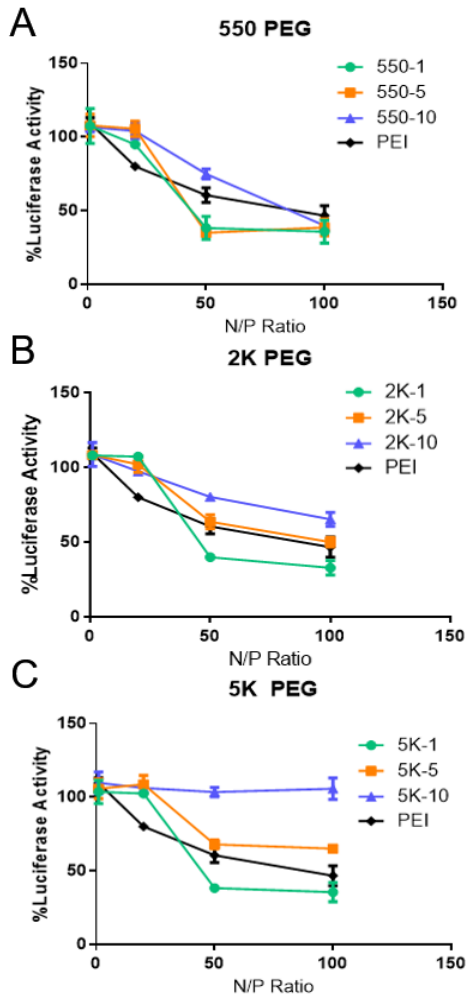 A
550 PEG
150
100
50
0
%Luciferase Activity
550-1
550-5
550-10
PEI
0
50
100
150
N/P Ratio
B
2K PEG
150
100
50
0
%Luciferase Activity
2K-1
2K-5
2K-10
PEI
0
50
100
150
N/P Ratio
C
5K PEG
150
100
50
0
%Luciferase Activity
5K-1
5K-5
5K-10
PEI
0
50
100
150
N/P Ratio